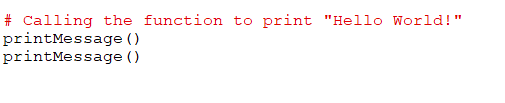 # Calling the function to print "Hello World!"
printMessage()
printMessage()